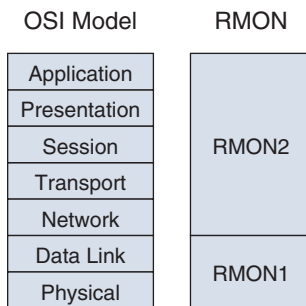 OSI Model
RMON
Application
Presentation
Session
Transport
Network
Data Link
Physical
RMON2
RMON1